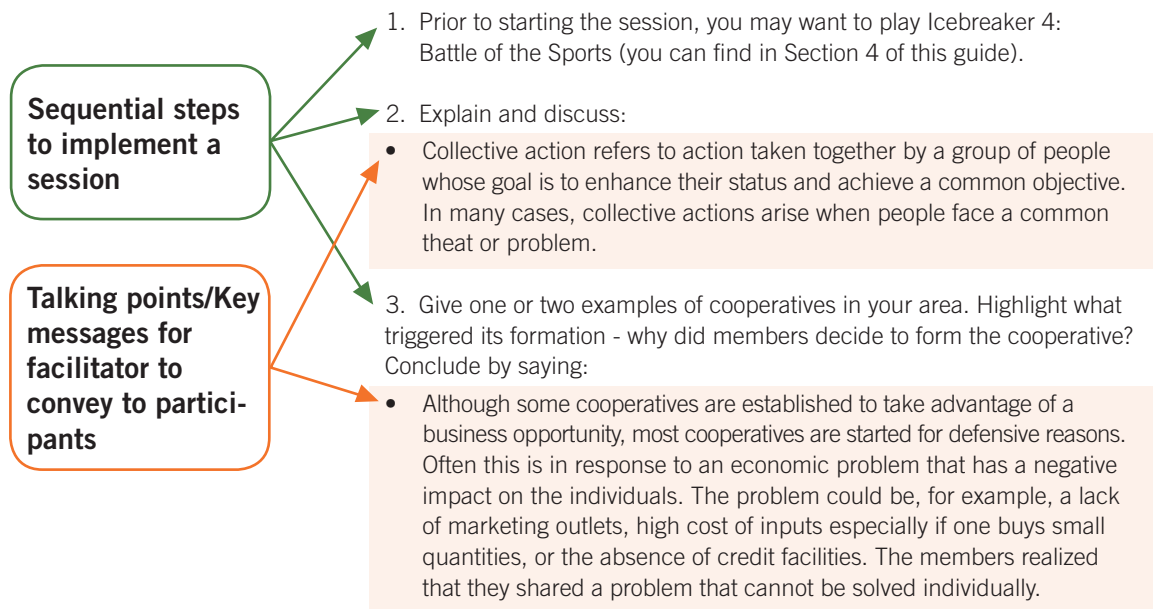 Sequential steps
to implement a
session
Talking points/Key
messages for
facilitator to
convey to partici-
pants
1. Prior to starting the session, you may want to play Icebreaker 4:
Battle of the Sports (you can find in Section 4 of this guide).
2. Explain and discuss:
• Collective action refers to action taken together by a group of people
whose goal is to enhance their status and achieve a common objective.
In many cases, collective actions arise when people face a common
theat or problem.
3. Give one or two examples of cooperatives in your area. Highlight what
triggered its formation - why did members decide to form the cooperative?
Conclude by saying:
• Although some cooperatives are established to take advantage of a
business opportunity, most cooperatives are started for defensive reasons.
Often this is in response to an economic problem that has a negative
impact on the individuals. The problem could be, for example, a lack
of marketing outlets, high cost of inputs especially if one buys small
quantities, or the absence of credit facilities. The members realized
that they shared a problem that cannot be solved individually.